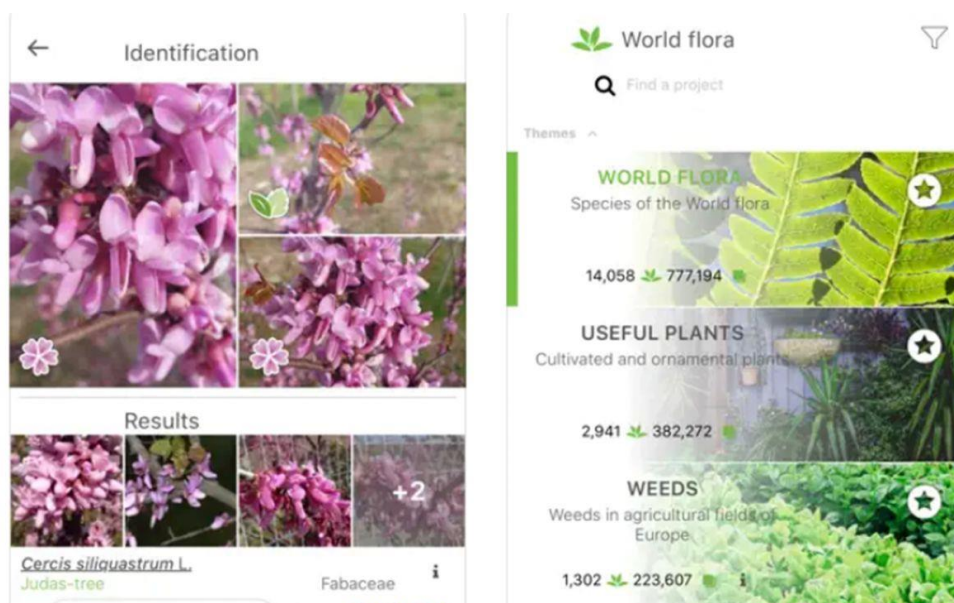 Identification
Results
+2
Cercis siliquastrum L.
Judas-tree
Fabaceae
i
World flora
Find a project
Themes
WORLD FLORA
Species of the World flora
14,058 777,194
USEFUL PLANTS
Cultivated and ornamental plants
2,941 382,272
WEEDS
Weeds in agricultural fields of
Europe
1,302 223,607 i